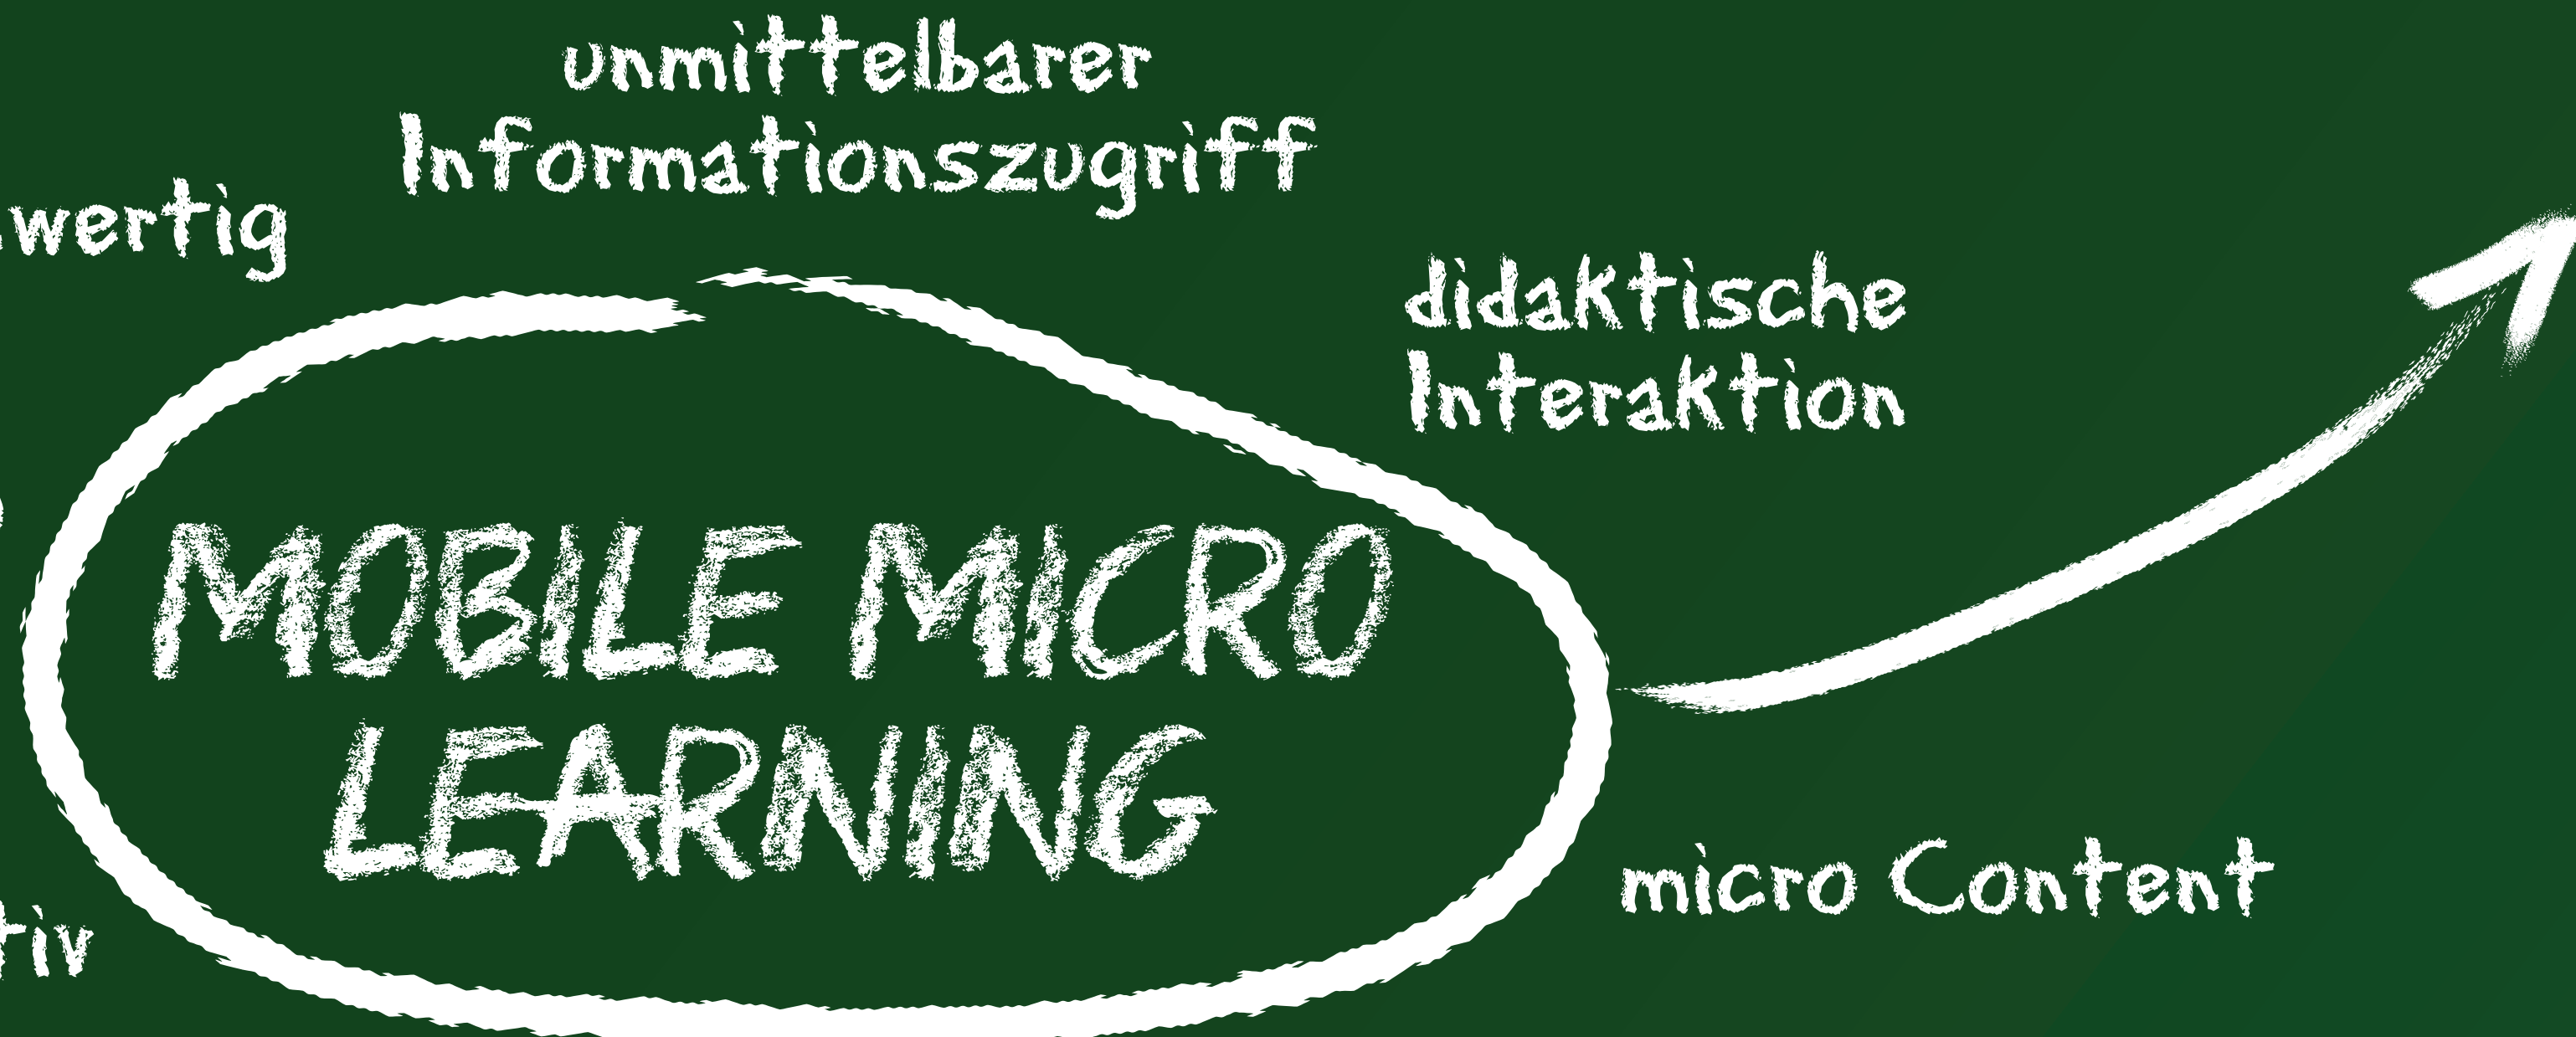 unmittelbarer
Informationszugriff
wertig
didaktische
Interaktion
MOBILE MICRO
LEARNING
micro Content
tiv